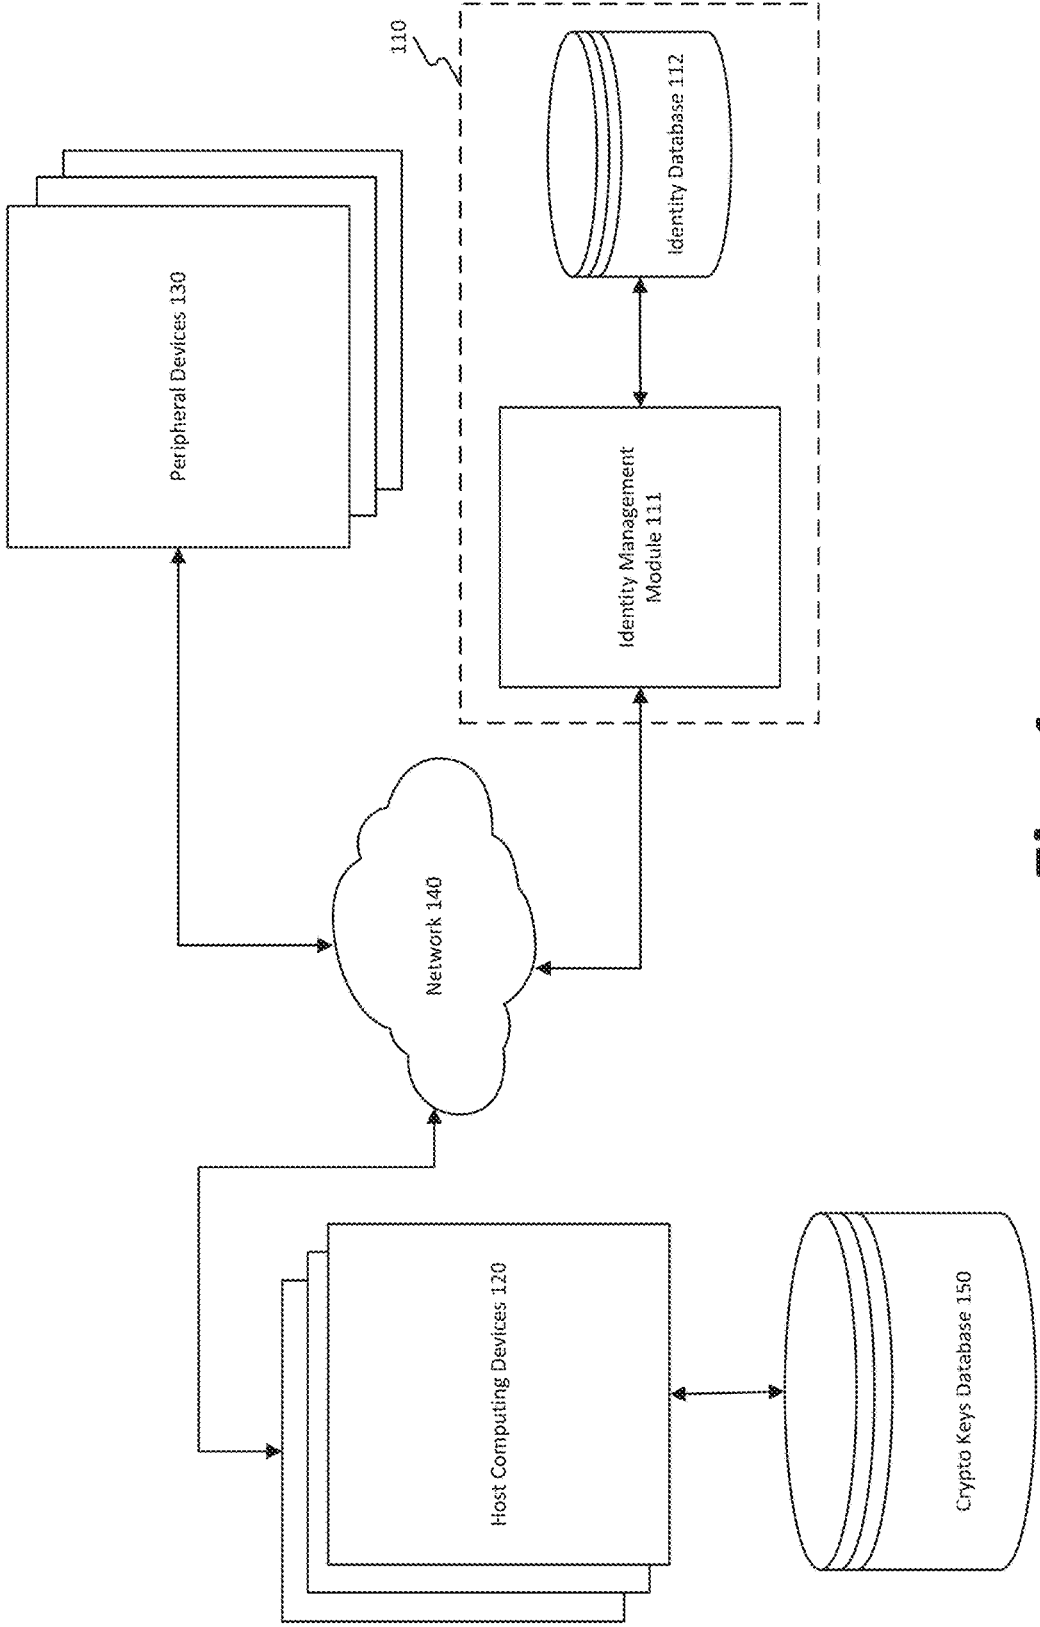 110
Peripheral Devices 130
Identity Database 112
Identity Management
Module 111
Network 140
Host Computing Devices 120
Crypto Keys Database 150